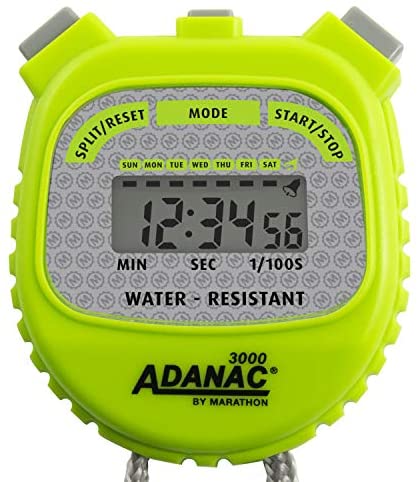 SPLIT/RESET MODE START/STOP
SUN MON TUE WED THU FRI SAT
12:34 56
MIN SEC 1/100S
WATER - RESISTANT
3000
ADANAC®
BY MARATHON